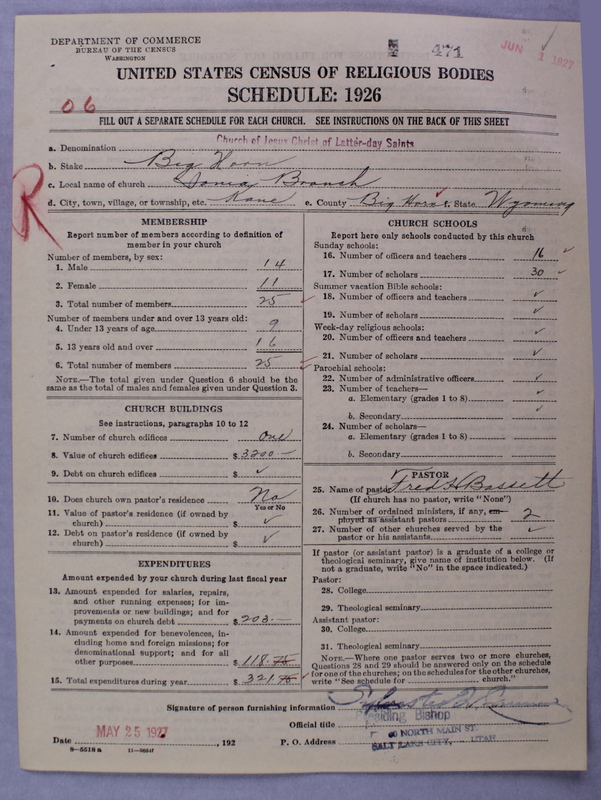 DEPARTMENT OF COMMERCE
BUREAU OF THE CENSUS
WASHINGTON
471
JUN 1 1927
UNITED STATES CENSUS OF RELIGIOUS BODIES
SCHEDULE: 1926
06
FILL OUT A SEPARATE SCHEDULE FOR EACH CHURCH. SEE INSTRUCTIONS ON THE BACK OF THIS SHEET
a. Denomination Church of Jesus Christ of Latter-day Saints
b. Stake Big Horn
R
c. Local name of church Ionia Branch
d. City, town, village, or township, etc. Kane e. County Big Horn f. State Wyoming
MEMBERSHIP
Report number of members according to definition of
member in your church
Number of members, by sex:
1. Male 14
2. Female 11
3. Total number of members 25
Number of members under and over 13 years old:
4. Under 13 years of age 9
5. 13 years old and over 16
6. Total number of members 25
NOTE.—The total given under Question 6 should be the
same as the total of males and females given under Question 3.
CHURCH BUILDINGS
See instructions, paragraphs 10 to 12
7. Number of church edifices One
8. Value of church edifices $ 3200 —
9. Debt on church edifices $ ✓
10. Does church own pastor's residence No
Yes or No
11. Value of pastor's residence (if owned by
church) $ ✓
12. Debt on pastor's residence (if owned by
church) $ ✓
EXPENDITURES
Amount expended by your church during last fiscal year
13. Amount expended for salaries, repairs,
and other running expenses; for im-
provements or new buildings; and for
payments on church debt $ 203.—
14. Amount expended for benevolences, in-
cluding home and foreign missions; for
denominational support; and for all
other purposes $ 118.75
15. Total expenditures during year $ 321.75
CHURCH SCHOOLS
Report here only schools conducted by this church
Sunday schools:
16. Number of officers and teachers 16
17. Number of scholars 30
Summer vacation Bible schools:
18. Number of officers and teachers ✓
19. Number of scholars ✓
Week-day religious schools:
20. Number of officers and teachers ✓
21. Number of scholars ✓
Parochial schools:
22. Number of administrative officers ✓
23. Number of teachers—
a. Elementary (grades 1 to 8) ✓
b. Secondary ✓
24. Number of scholars—
a. Elementary (grades 1 to 8)
b. Secondary
PASTOR
25. Name of pastor Fred H Bassett
(If church has no pastor, write "None")
26. Number of ordained ministers, if any, em-
ployed as assistant pastors 2
27. Number of other churches served by the
pastor or his assistants ✓
If pastor (or assistant pastor) is a graduate of a college or
theological seminary, give name of institution below. (If
not a graduate, write "No" in the space indicated.)
Pastor:
28. College
29. Theological seminary
Assistant pastor:
30. College
31. Theological seminary
NOTE.—Where one pastor serves two or more churches,
Questions 28 and 29 should be answered only on the schedule
for one of the churches; on the schedules for the other churches,
write "See schedule for church."
Signature of person furnishing information
Official title Presiding Bishop
Date MAY 25 1927, 192 P. O. Address 40 NORTH MAIN ST.
SALT LAKE CITY, UTAH
8-5518a 11-8664f